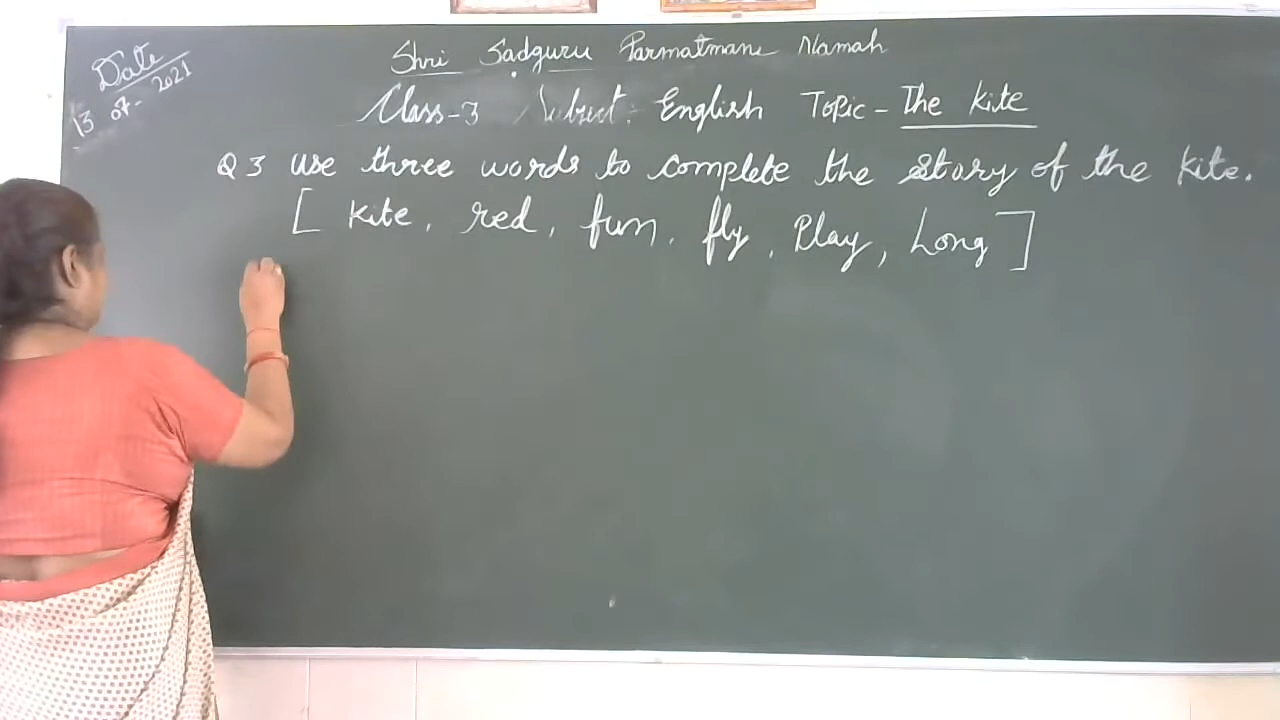 Date
13 07- 2021
Shri Sadguru Parmatmane Namah
Class-3 Subject: English Topic - The Kite
Q 3 Use three words to complete the story of the kite.
[ Kite, red, fun, fly, Play, Long ]